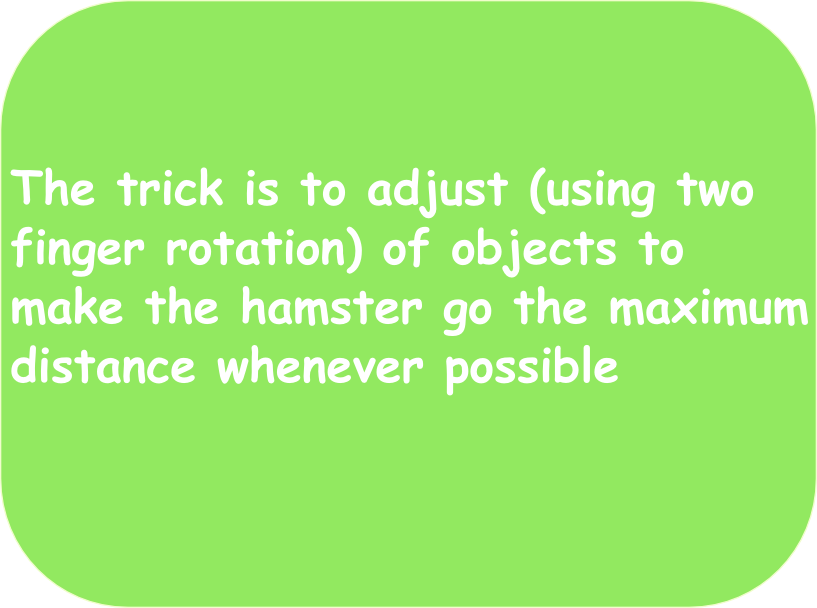 The trick is to adjust (using two
finger rotation) of objects to
make the hamster go the maximum
distance whenever possible